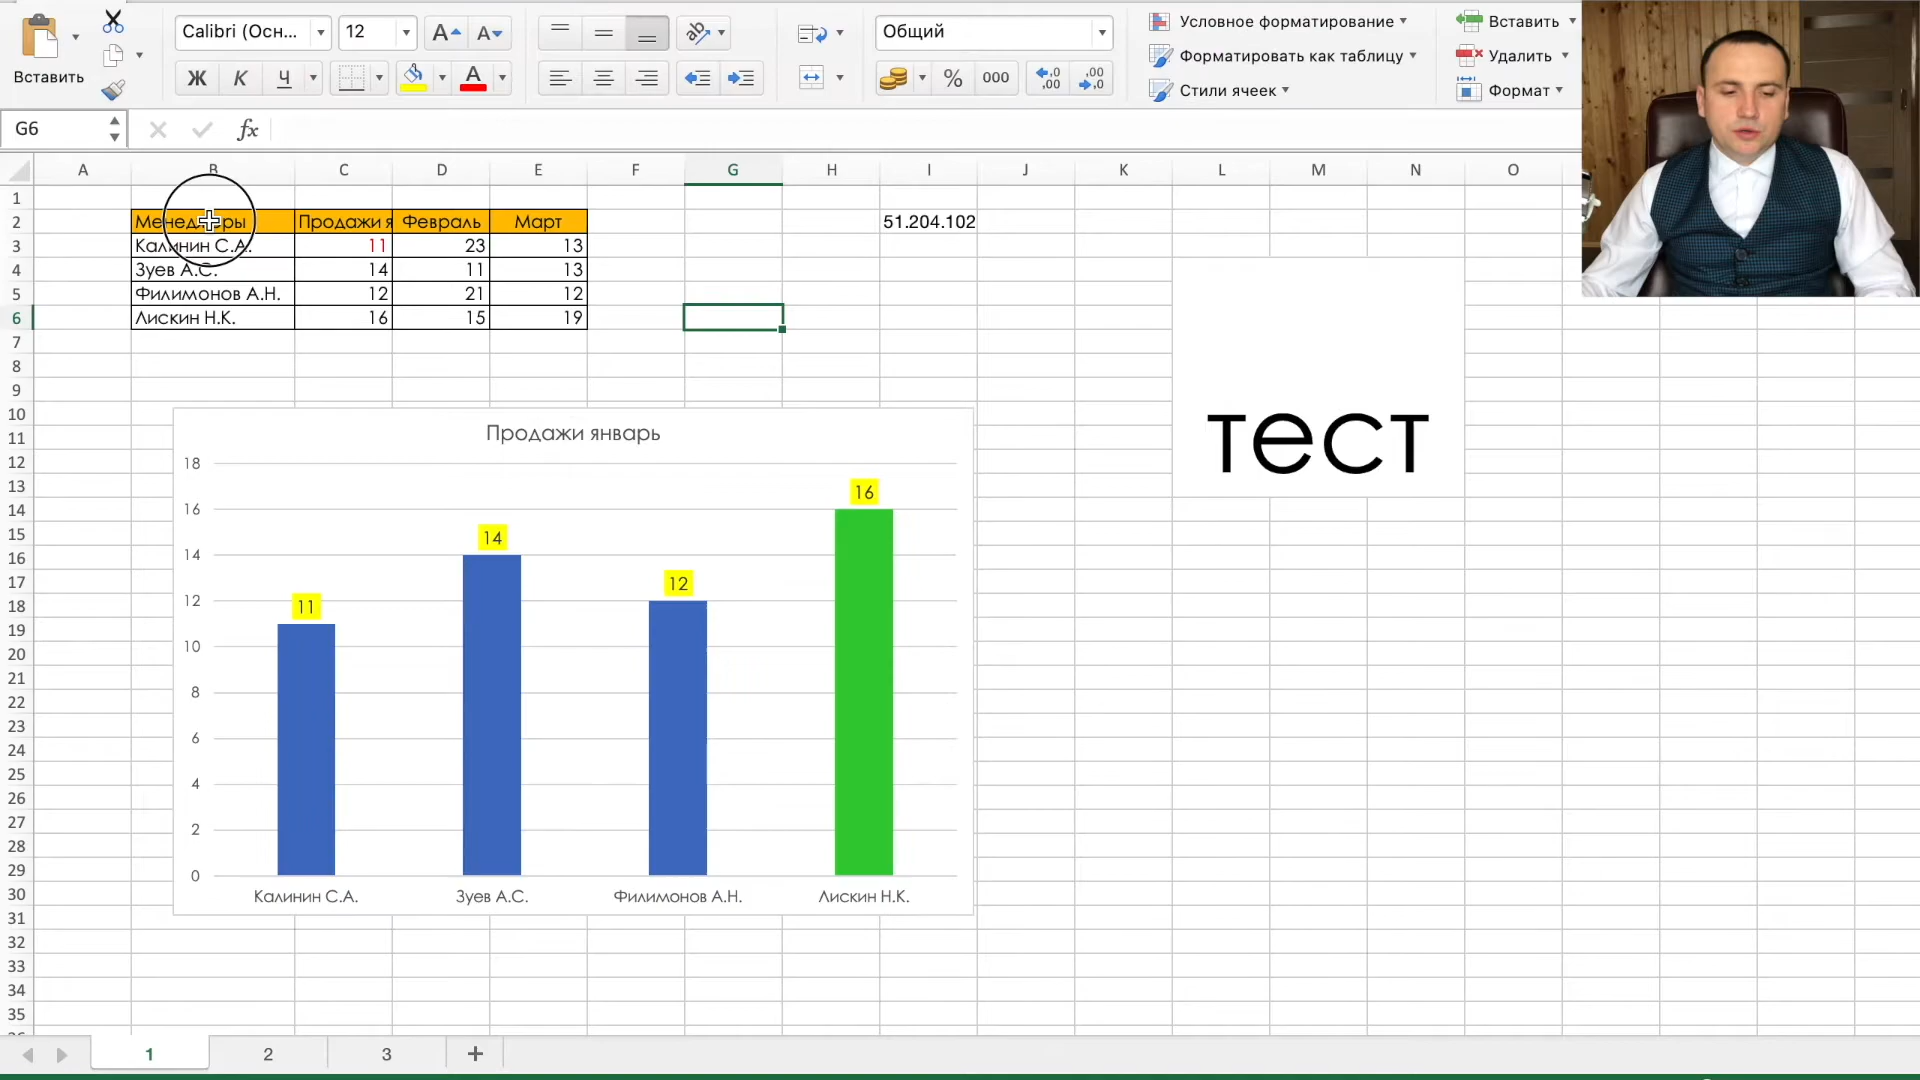 Calibri (Осн...
12
Общий
Условное форматирование
Вставить
Форматировать как таблицу
Удалить
Стили ячеек
Формат
Вставить
Ж К Ч А
% 000
G6
fx
A B C D E F G H I J K L M N O
1
2 Менеджеры Продажи я Февраль Март 51.204.102
3 Калинин С.А. 11 23 13
4 Зуев А.С. 14 11 13
5 Филимонов А.Н. 12 21 12
6 Лискин Н.К. 16 15 19
7
8
9
10
11
12
13
14
15
16
17
18
19
20
21
22
23
24
25
26
27
28
29
30
31
32
33
34
35
Продажи январь
18
16
14
12
10
8
6
4
2
0
11
14
12
16
Калинин С.А. Зуев А.С. Филимонов А.Н. Лискин Н.К.
тест
1 2 3